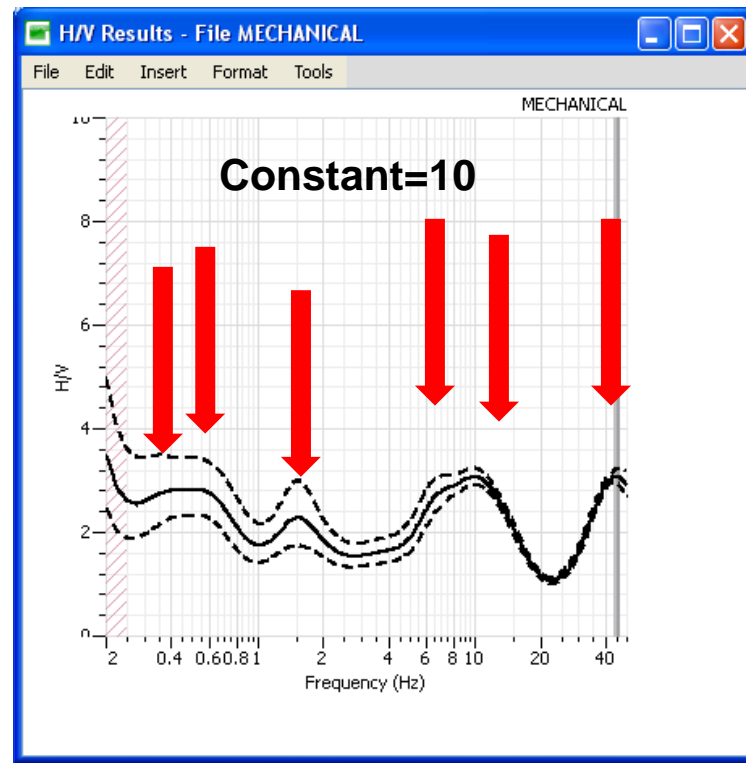 H/V Results - File MECHANICAL
File Edit Insert Format Tools
MECHANICAL
10
Constant=10
8
6
H/V
4
2
0
2 0.4 0.6 0.8 1 2 4 6 8 10 20 40
Frequency (Hz)